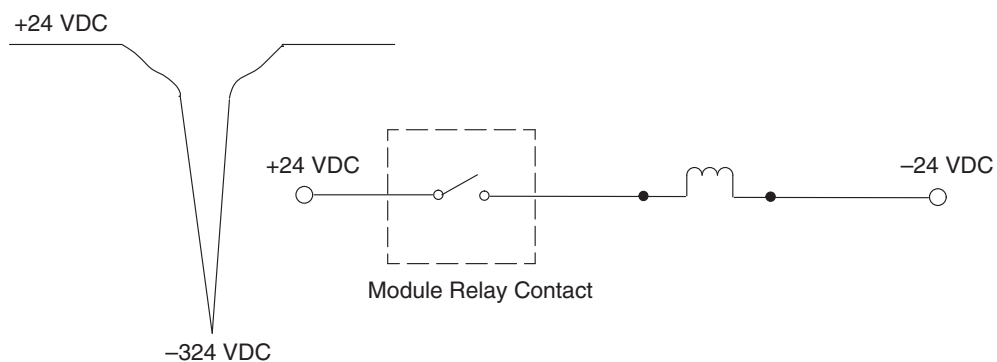 +24 VDC
+24 VDC
–24 VDC
Module Relay Contact
–324 VDC